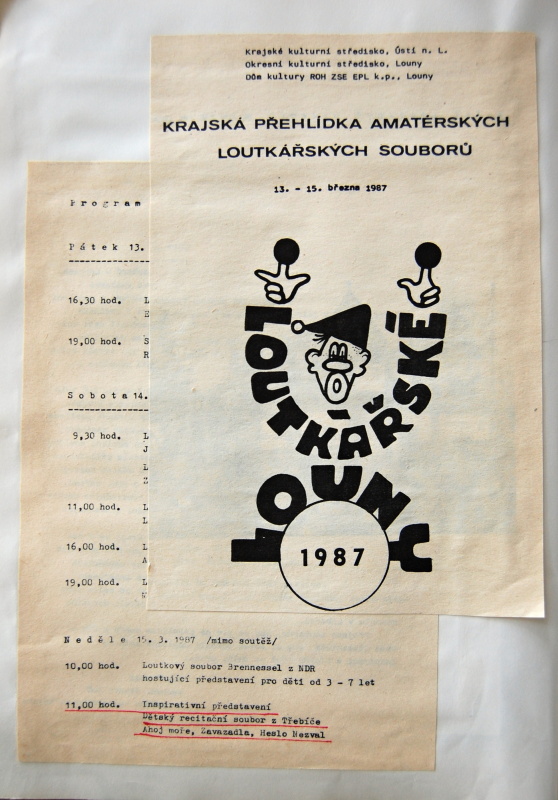 Krajské kulturní středisko, Ústí n. L.
Okresní kulturní středisko, Louny
Dům kultury ROH ZSE EPL k.p., Louny
KRAJSKÁ PŘEHLÍDKA AMATÉRSKÝCH
LOUTKÁŘSKÝCH SOUBORŮ
13. - 15. března 1987
LOUTKÁŘSKÉ
LOUNY
1987
Program
Pátek 13.
16,30 hod. L
19,00 hod. S
R
Sobota 14.
9,30 hod. L
J
L
Z
11,00 hod. L
L
16,00 hod. L
A
19,00 hod. L
Neděle 15. 3. 1987 /mimo soutěž/
10,00 hod. Loutkový soubor Brennessel z NDR
hostující představení pro děti od 3 - 7 let
11,00 hod. Inspirativní představení
Dětský recitační soubor z Třebíče
Ahoj moře, Zavazadla, Heslo Nezval